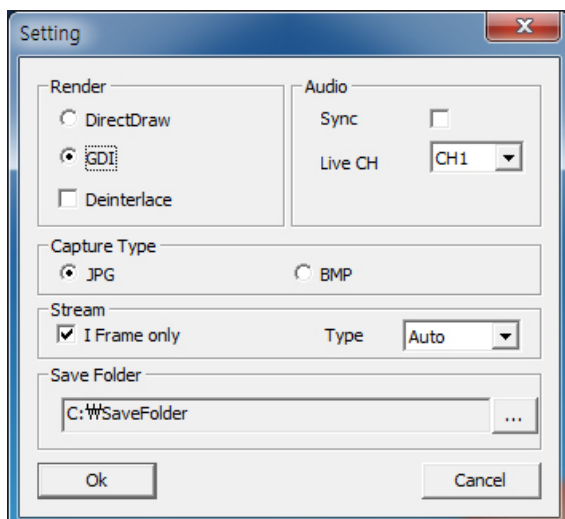 Setting
X
Render
DirectDraw
GDI
Deinterlace
Audio
Sync
Live CH
CH1
Capture Type
JPG
BMP
Stream
I Frame only
Type
Auto
Save Folder
C:₩SaveFolder
...
Ok
Cancel